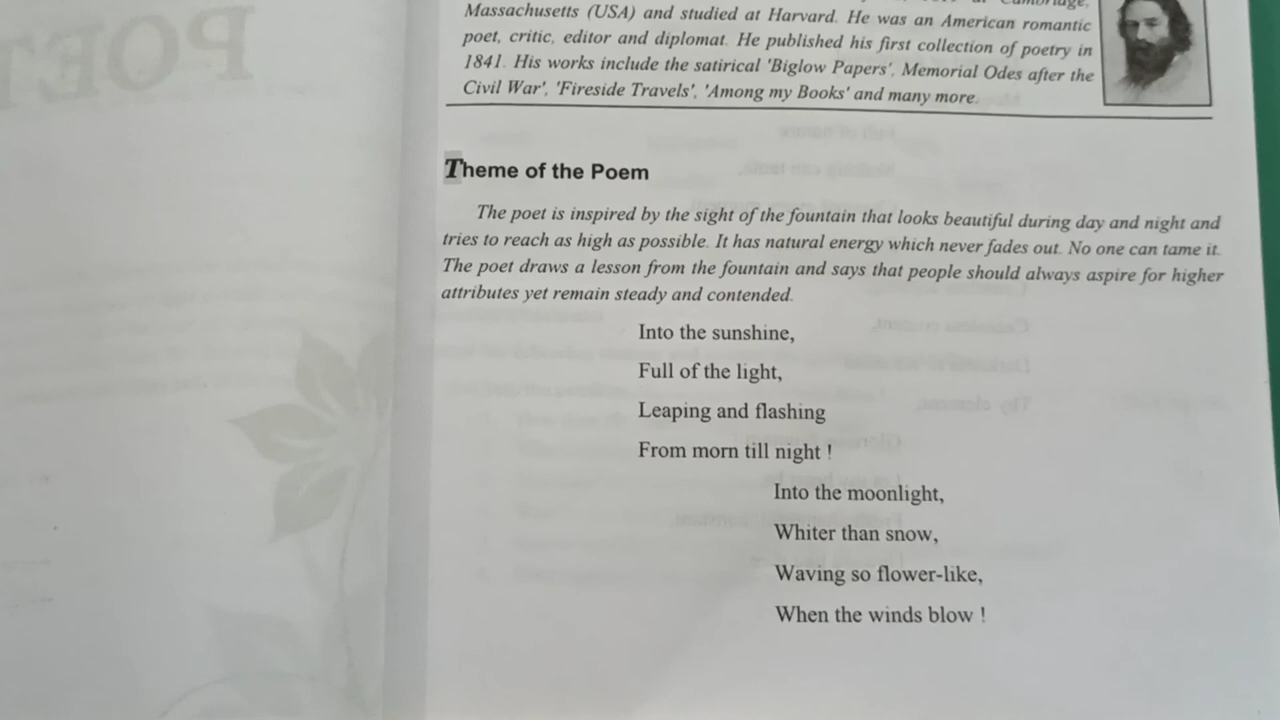 Massachusetts (USA) and studied at Harvard. He was an American romantic
poet, critic, editor and diplomat. He published his first collection of poetry in
1841. His works include the satirical 'Biglow Papers', Memorial Odes after the
Civil War', 'Fireside Travels', 'Among my Books' and many more.
Theme of the Poem
The poet is inspired by the sight of the fountain that looks beautiful during day and night and
tries to reach as high as possible. It has natural energy which never fades out. No one can tame it.
The poet draws a lesson from the fountain and says that people should always aspire for higher
attributes yet remain steady and contended.
Into the sunshine,
Full of the light,
Leaping and flashing
From morn till night !
Into the moonlight,
Whiter than snow,
Waving so flower-like,
When the winds blow !